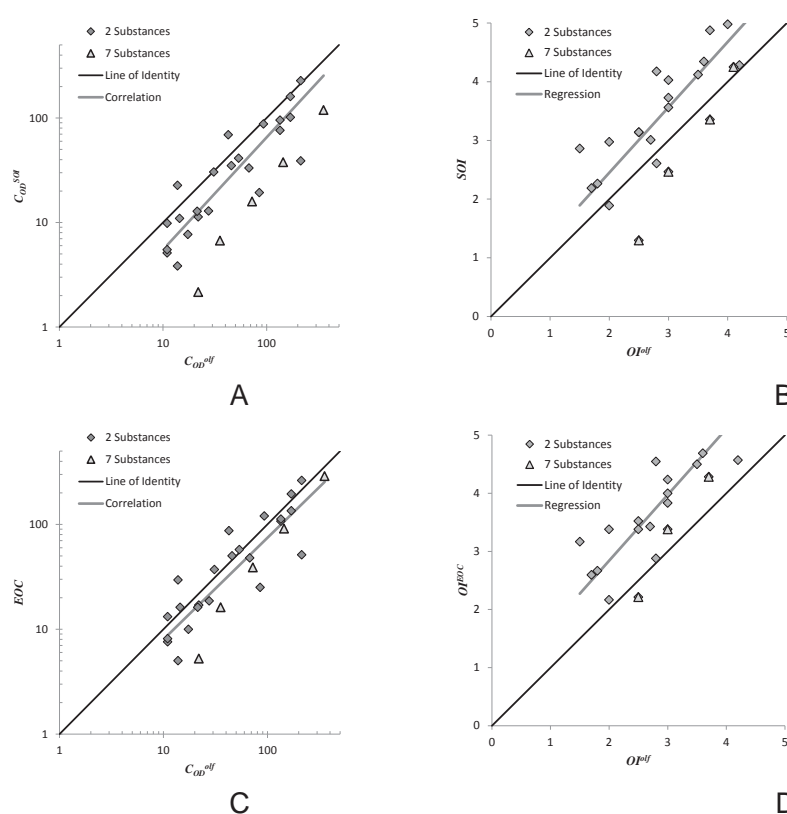 2 Substances
7 Substances
Line of Identity
Correlation
100
10
1
1
10
100
C_OD^SOI
C_OD^olf
A
2 Substances
7 Substances
Line of Identity
Regression
5
4
3
2
1
0
0
1
2
3
4
5
SOI
OI^olf
B
2 Substances
7 Substances
Line of Identity
Correlation
100
10
1
1
10
100
EOC
C_OD^olf
C
2 Substances
7 Substances
Line of Identity
Regression
5
4
3
2
1
0
0
1
2
3
4
5
OI^EOC
OI^olf
D